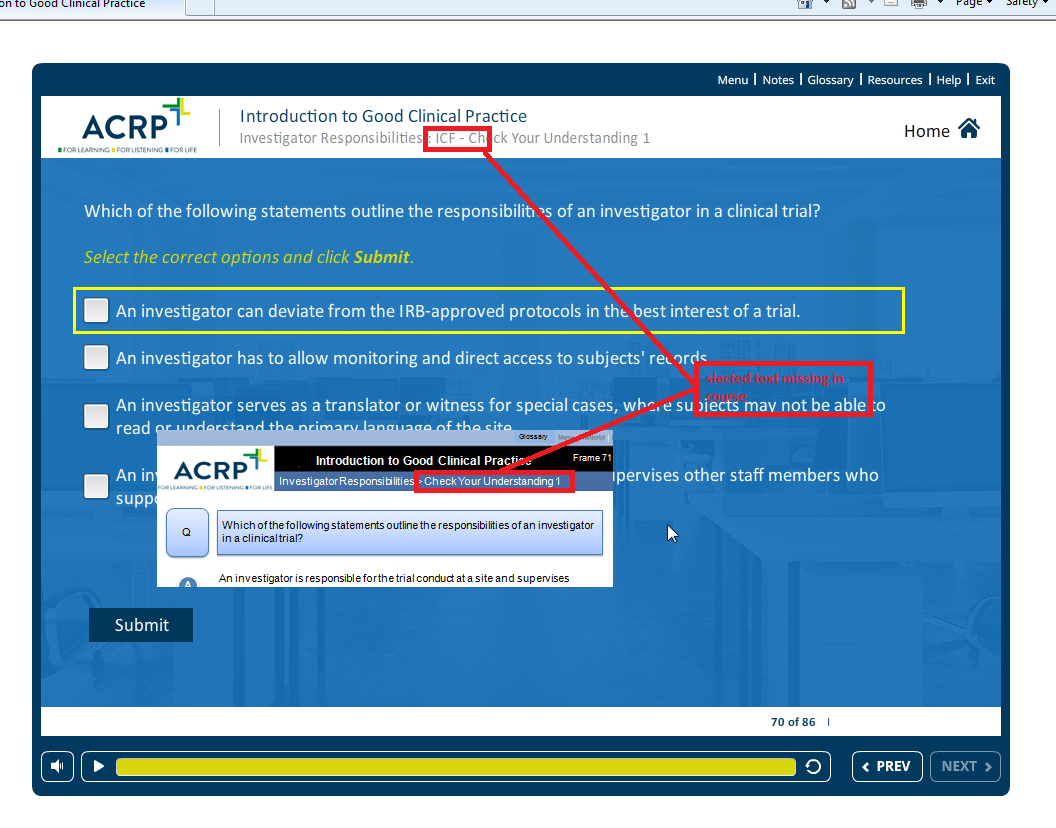 on to Good Clinical Practice
Page
Safety
Menu | Notes | Glossary | Resources | Help | Exit
ACRP
FOR LEARNING FOR LISTENING FOR LIFE
Introduction to Good Clinical Practice
Investigator Responsibilities : ICF - Check Your Understanding 1
Home
Which of the following statements outline the responsibilities of an investigator in a clinical trial?
Select the correct options and click Submit.
An investigator can deviate from the IRB-approved protocols in the best interest of a trial.
An investigator has to allow monitoring and direct access to subjects' records.
slected text missing in
course
An investigator serves as a translator or witness for special cases, where subjects may not be able to
read or understand the primary language of the site.
Glossary
ACRP
FOR LEARNING FOR LISTENING FOR LIFE
Introduction to Good Clinical Practice
Frame 71
Investigator Responsibilities > Check Your Understanding 1
An inv
pervises other staff members who
supp
Q
Which of the following statements outline the responsibilities of an investigator
in a clinical trial?
A
An investigator is responsible for the trial conduct at a site and supervises
Submit
70 of 86 |
PREV
NEXT